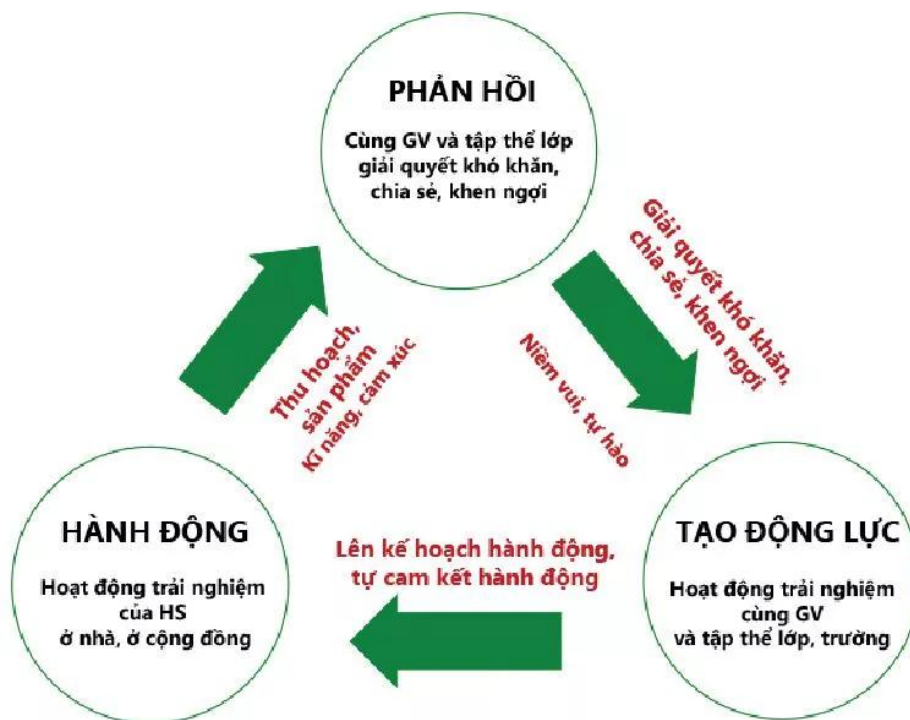 PHẢN HỒI
Cùng GV và tập thể lớp
giải quyết khó khăn,
chia sẻ, khen ngợi
Giải quyết khó khăn,
chia sẻ, khen ngợi
Niềm vui, tự hào
Thu hoạch,
sản phẩm
Kĩ năng, cảm xúc
HÀNH ĐỘNG
Hoạt động trải nghiệm
của HS
ở nhà, ở cộng đồng
Lên kế hoạch hành động,
tự cam kết hành động
TẠO ĐỘNG LỰC
Hoạt động trải nghiệm
cùng GV
và tập thể lớp, trường